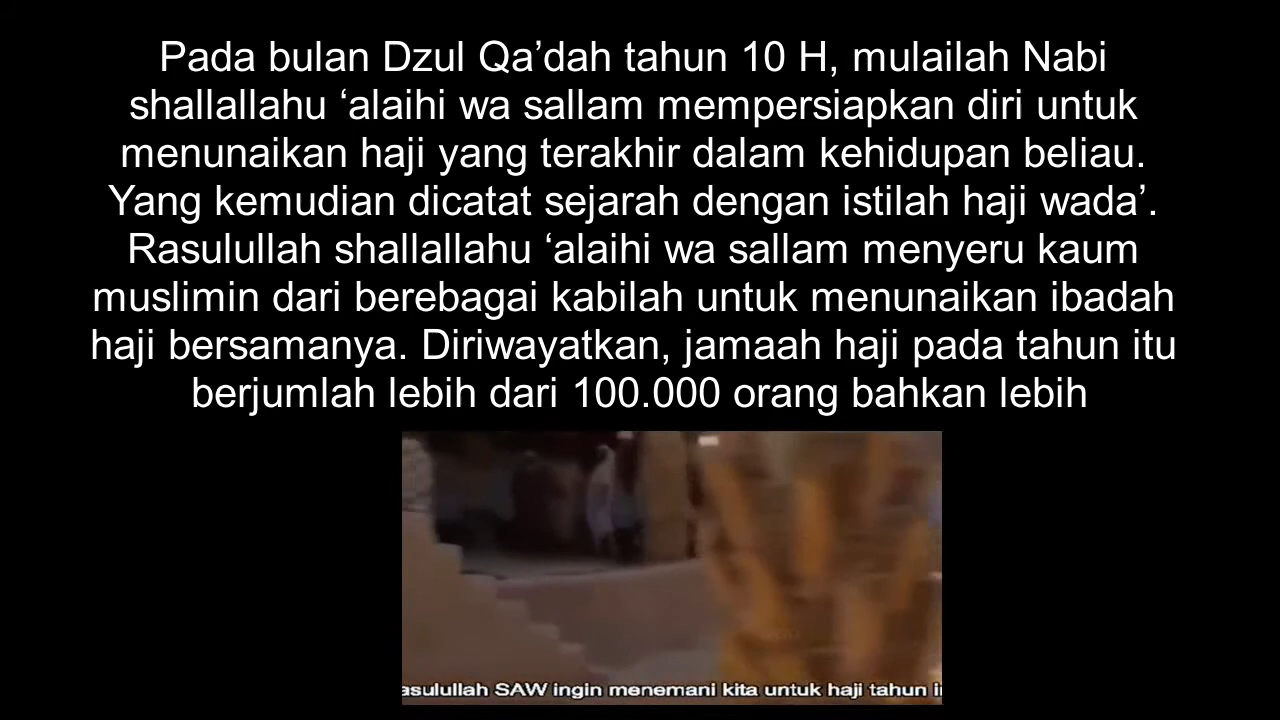 Pada bulan Dzul Qa’dah tahun 10 H, mulailah Nabi
shallallahu ‘alaihi wa sallam mempersiapkan diri untuk
menunaikan haji yang terakhir dalam kehidupan beliau.
Yang kemudian dicatat sejarah dengan istilah haji wada’.
Rasulullah shallallahu ‘alaihi wa sallam menyeru kaum
muslimin dari berebagai kabilah untuk menunaikan ibadah
haji bersamanya. Diriwayatkan, jamaah haji pada tahun itu
berjumlah lebih dari 100.000 orang bahkan lebih
asulullah SAW ingin menemani kita untuk haji tahun